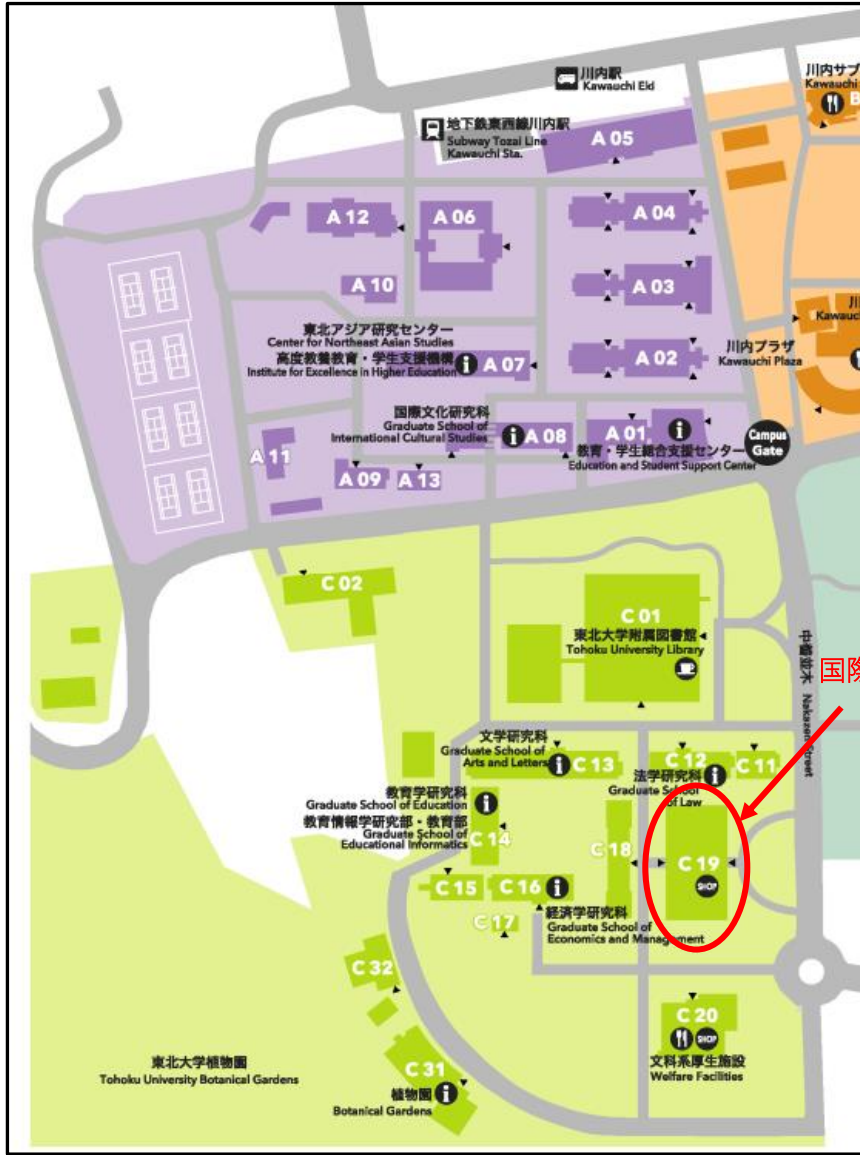 川内駅
Kawauchi Eki
川内サブ
Kawauchi
地下鉄東西線川内駅
Subway Tozai Line
Kawauchi Sta.
A 05
A 12
A 06
A 04
A 10
A 03
東北アジア研究センター
Center for Northeast Asian Studies
高度教養教育・学生支援機構
Institute for Excellence in Higher Education
A 07
A 02
川内プラザ
Kawauchi Plaza
川
Kawauch
国際文化研究科
Graduate School of
International Cultural Studies
A 08
A 01
教育・学生総合支援センター
Education and Student Support Center
Campus
Gate
A 11
A 09
A 13
C 02
C 01
東北大学附属図書館
Tohoku University Library
中善並木 Nakazen Street
国際
文学研究科
Graduate School of
Arts and Letters
C 13
C 12
C 11
法学研究科
Graduate School
of Law
教育学研究科
Graduate School of Education
教育情報学研究部・教育部
Graduate School of
Educational Informatics
C 14
C 18
C 19
SHOP
C 15
C 16
C 17
経済学研究科
Graduate School of
Economics and Management
C 32
C 20
SHOP
文科系厚生施設
Welfare Facilities
東北大学植物園
Tohoku University Botanical Gardens
C 31
植物園
Botanical Gardens